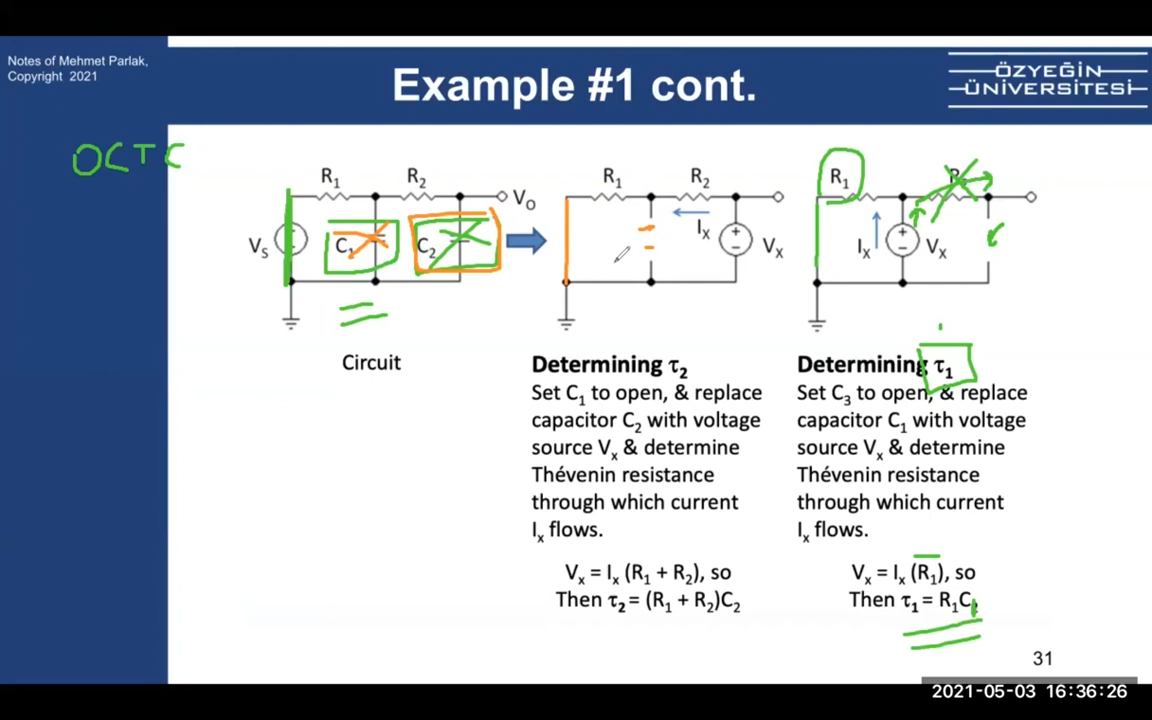 Notes of Mehmet Parlak,
Copyright 2021
Example #1 cont.
ÖZYEĞİN
ÜNİVERSİTESİ
OCTC
R1 R2
VO
VS C1 C2
R1 R2
IX VX
R1
IX VX
Circuit
Determining τ2
Set C1 to open, & replace
capacitor C2 with voltage
source Vx & determine
Thévenin resistance
through which current
Ix flows.
Vx = Ix (R1 + R2), so
Then τ2 = (R1 + R2)C2
Determining τ1
Set C3 to open, & replace
capacitor C1 with voltage
source Vx & determine
Thévenin resistance
through which current
Ix flows.
Vx = Ix (R1), so
Then τ1 = R1C1
31
2021-05-03 16:36:26